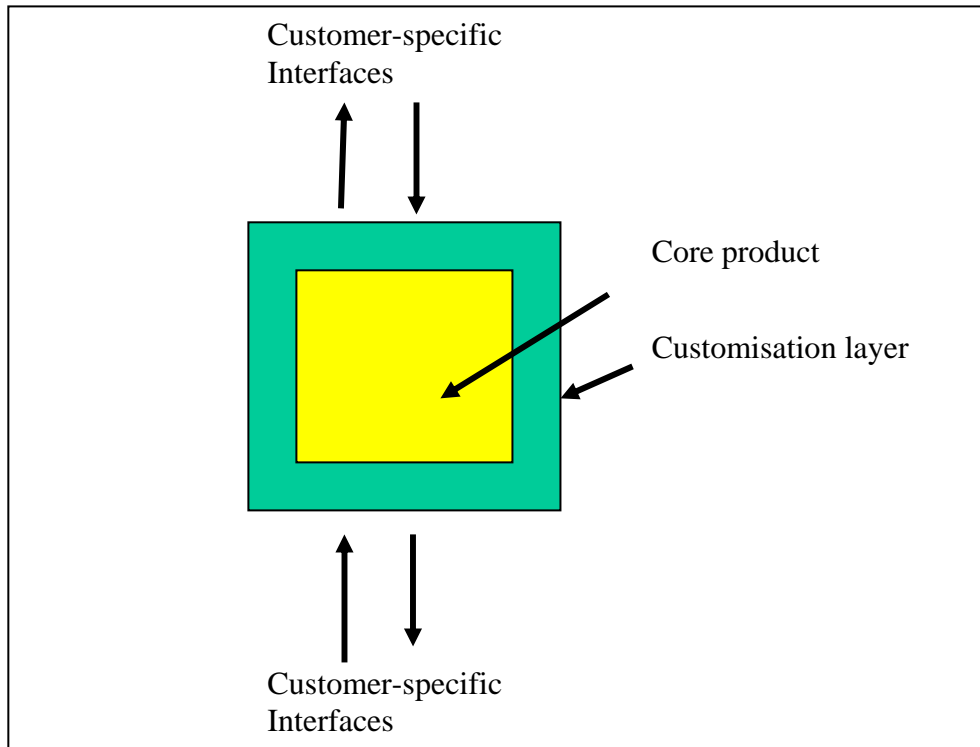 Customer-specific
Interfaces
Core product
Customisation layer
Customer-specific
Interfaces